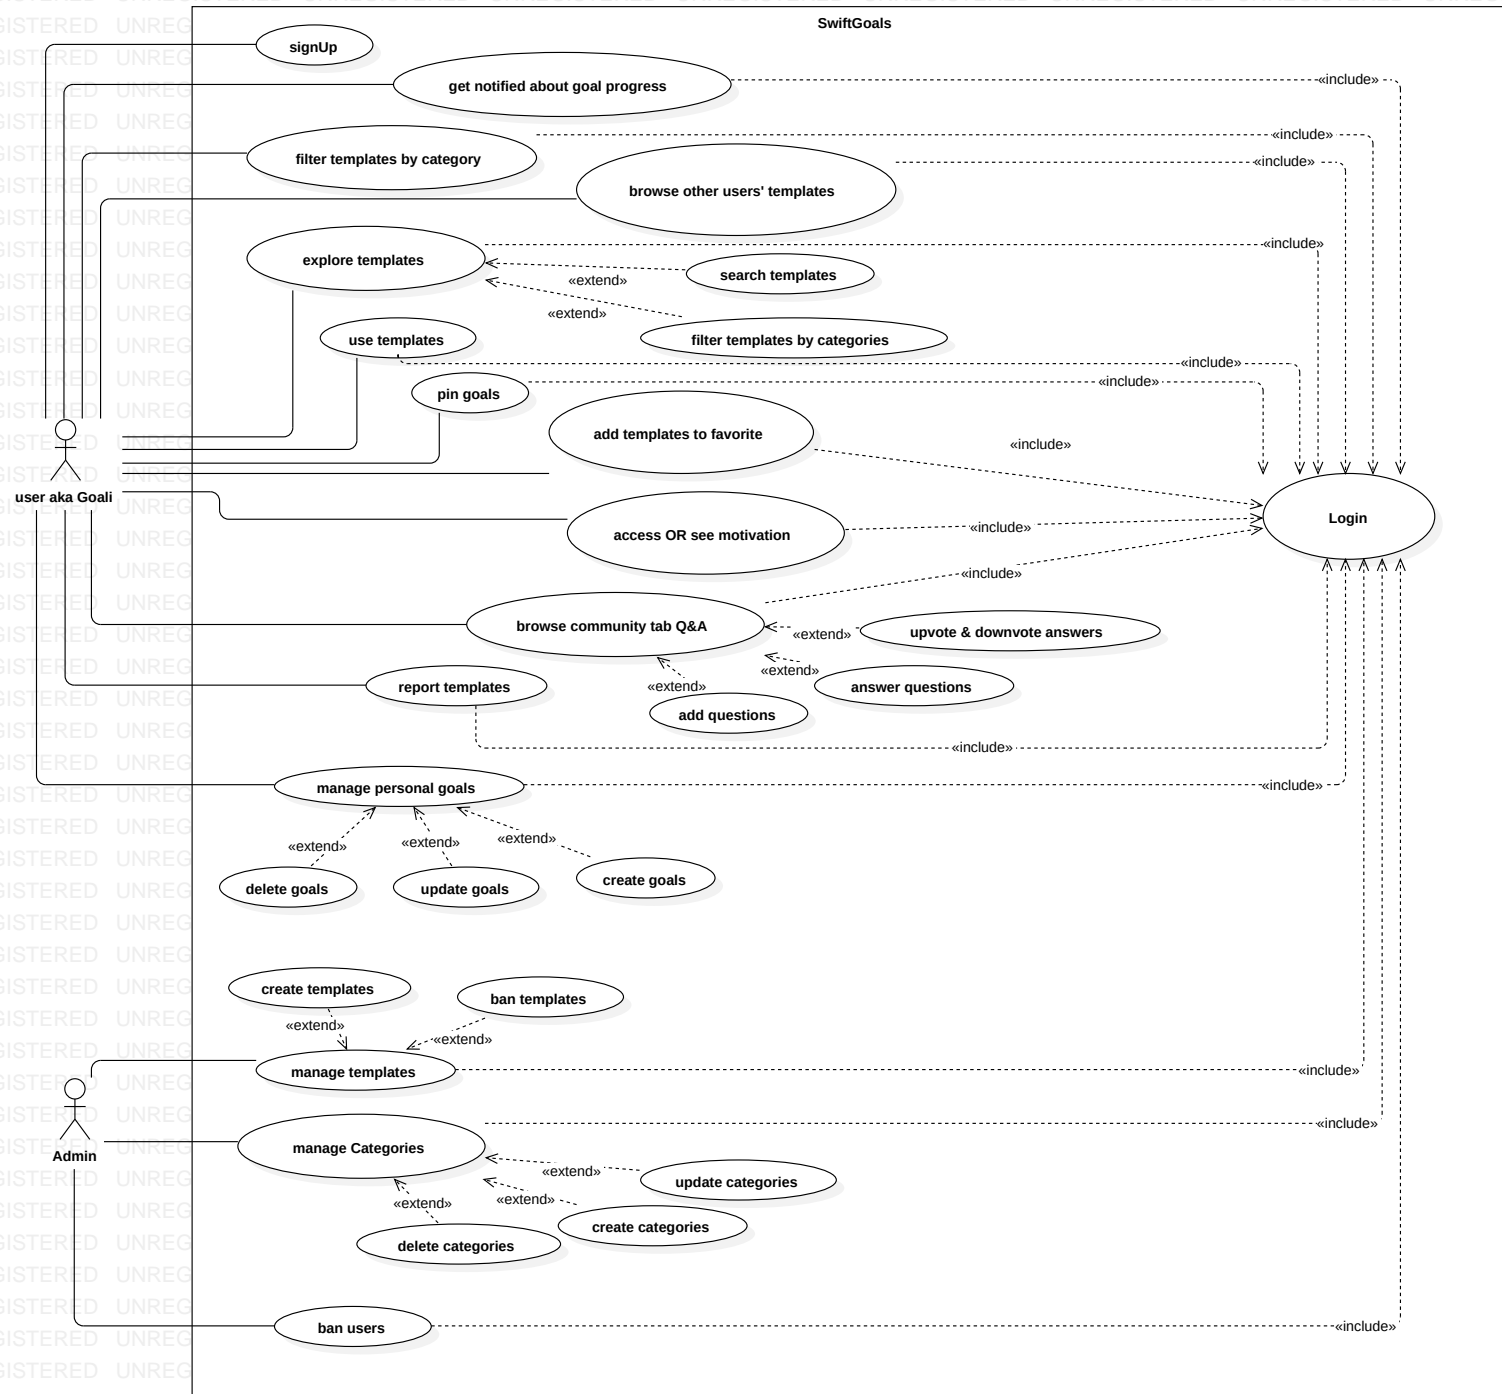 SwiftGoals
signUp
get notified about goal progress
«include»
filter templates by category
«include»
browse other users' templates
«include»
explore templates
«include»
search templates
«extend»
«extend»
use templates
filter templates by categories
«include»
pin goals
«include»
add templates to favorite
«include»
user aka Goali
access OR see motivation
«include»
Login
«include»
browse community tab Q&A
«extend»
upvote & downvote answers
«extend»
answer questions
report templates
«extend»
add questions
«include»
manage personal goals
«include»
«extend»
«extend»
«extend»
delete goals
update goals
create goals
create templates
ban templates
«extend»
«extend»
manage templates
«include»
Admin
manage Categories
«include»
«extend»
update categories
«extend»
«extend»
create categories
delete categories
ban users
«include»